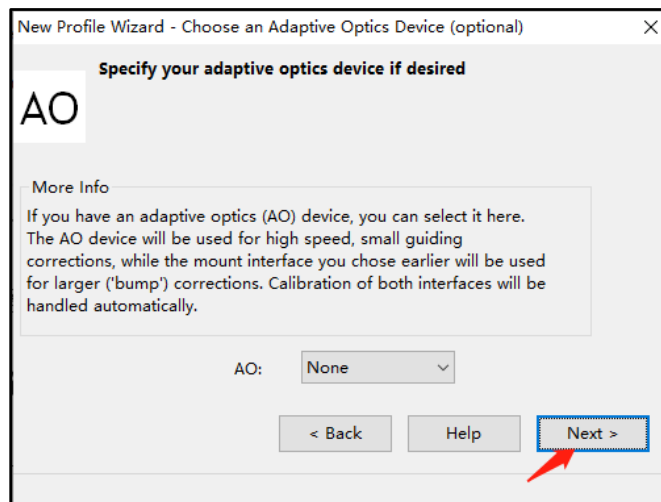 New Profile Wizard - Choose an Adaptive Optics Device (optional)
Specify your adaptive optics device if desired
AO
More Info
If you have an adaptive optics (AO) device, you can select it here.
The AO device will be used for high speed, small guiding
corrections, while the mount interface you chose earlier will be used
for larger ('bump') corrections. Calibration of both interfaces will be
handled automatically.
AO: None
< Back Help Next >